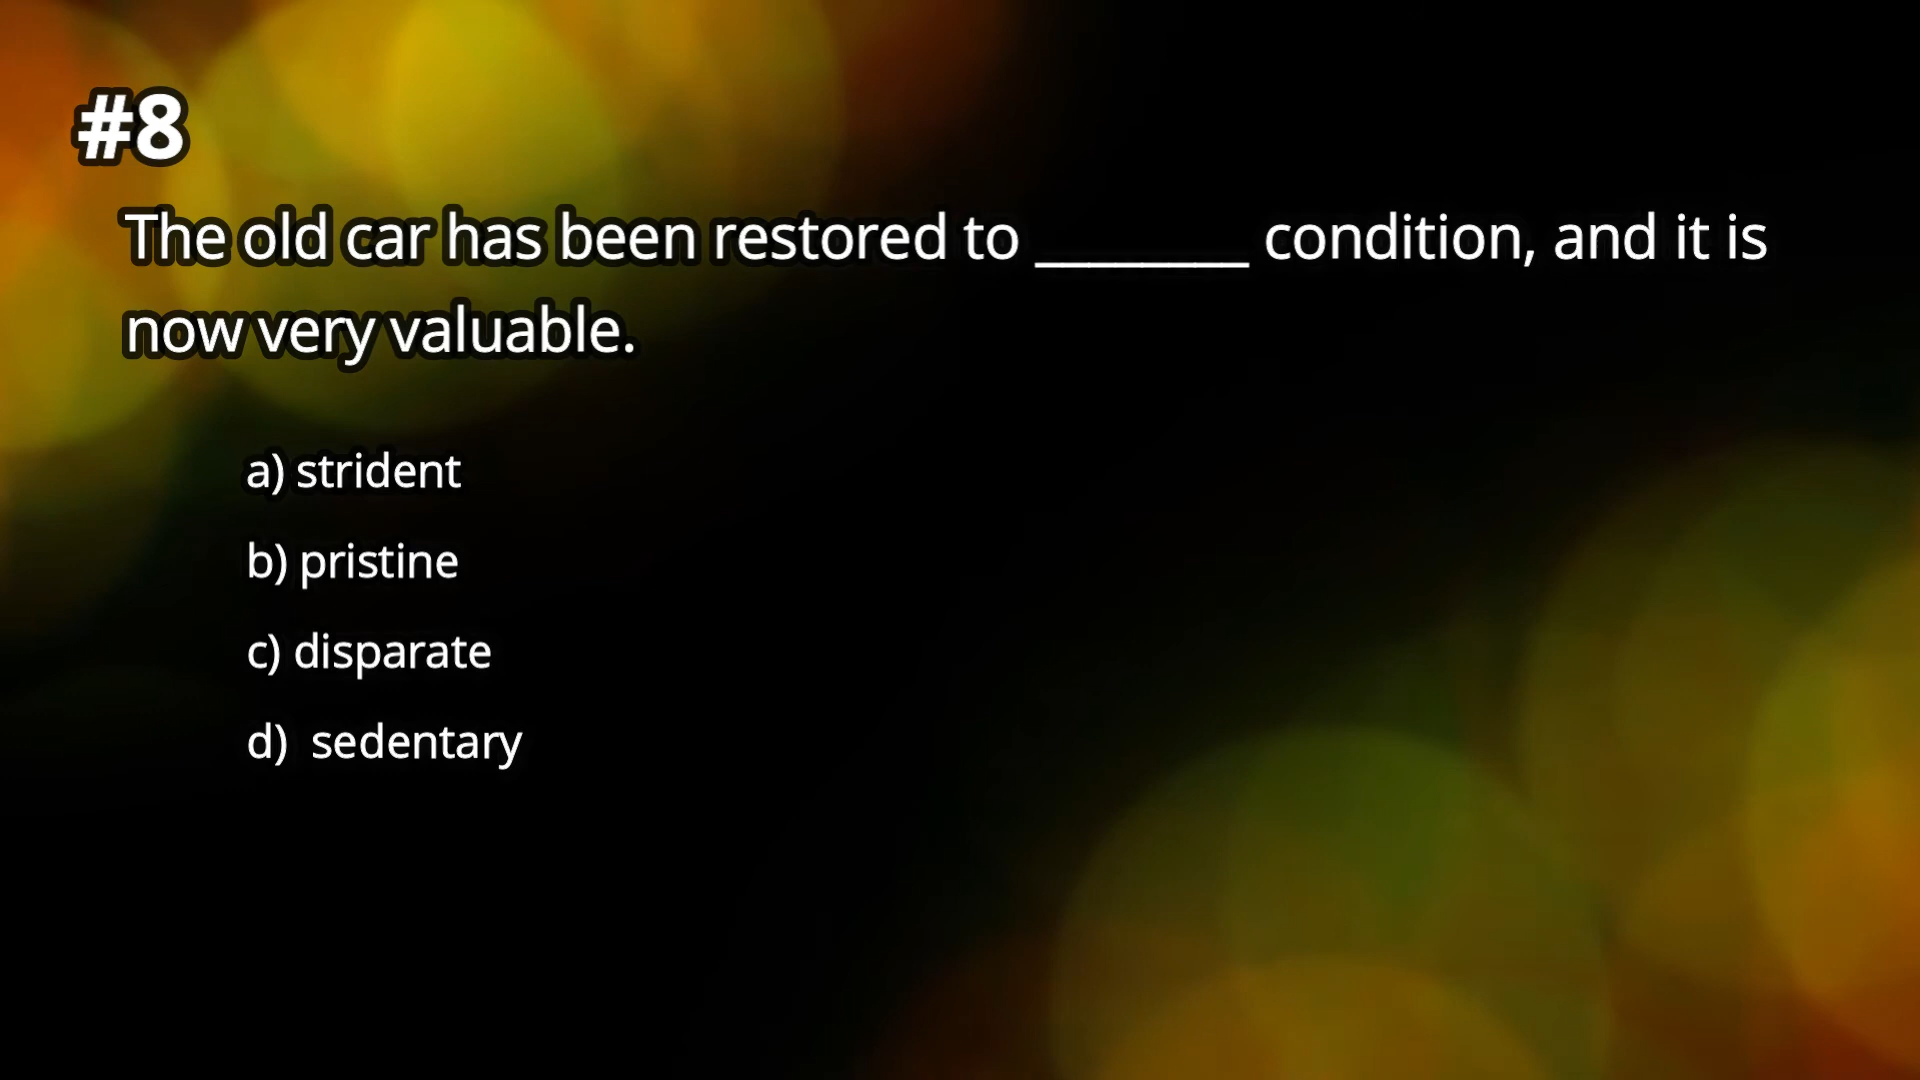 #8
The old car has been restored to ________ condition, and it is
now very valuable.
a) strident
b) pristine
c) disparate
d) sedentary